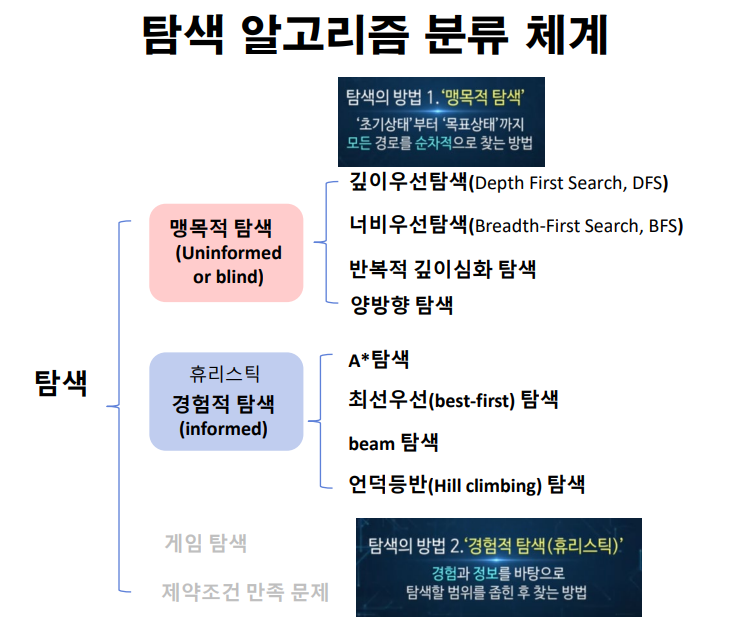 탐색 알고리즘 분류 체계
탐색의 방법 1.‘맹목적 탐색’
‘초기상태’부터 ‘목표상태’까지
모든 경로를 순차적으로 찾는 방법
깊이우선탐색(Depth First Search, DFS)
맹목적 탐색
(Uninformed
or blind)
너비우선탐색(Breadth-First Search, BFS)
반복적 깊이심화 탐색
양방향 탐색
탐색
휴리스틱
경험적 탐색
(informed)
A*탐색
최선우선(best-first) 탐색
beam 탐색
언덕등반(Hill climbing) 탐색
게임 탐색
제약조건 만족 문제
탐색의 방법 2.‘경험적 탐색(휴리스틱)’
경험과 정보를 바탕으로
탐색할 범위를 좁힌 후 찾는 방법